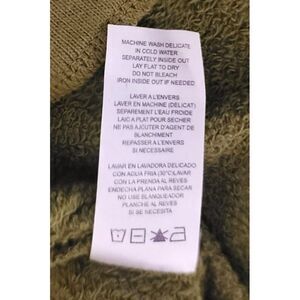 MACHINE WASH DELICATE
IN COLD WATER
SEPARATELY INSIDE OUT
LAY FLAT TO DRY
DO NOT BLEACH
IRON INSIDE OUT IF NEEDED
LAVER A L'ENVERS
LAVER EN MACHINE (DELICAT)
SEPAREMENT L'EAU FROIDE
LAIC A PLAT POUR SECHER
NE PAS AJOUTER D'AGENT DE
BLANCHIMENT
REPASSER A L'ENVERS
SI NECESSAIRE
LAVAR EN LAVADORA DELICADO
CON AGUA FRIA (30°C)LAVAR
CON LA PRENDA AL REVES
ENDECHA PLANA PARA SECAR
NO USE BLANQUEAR
PLANCHE AL REVES
SI SE NECESITA